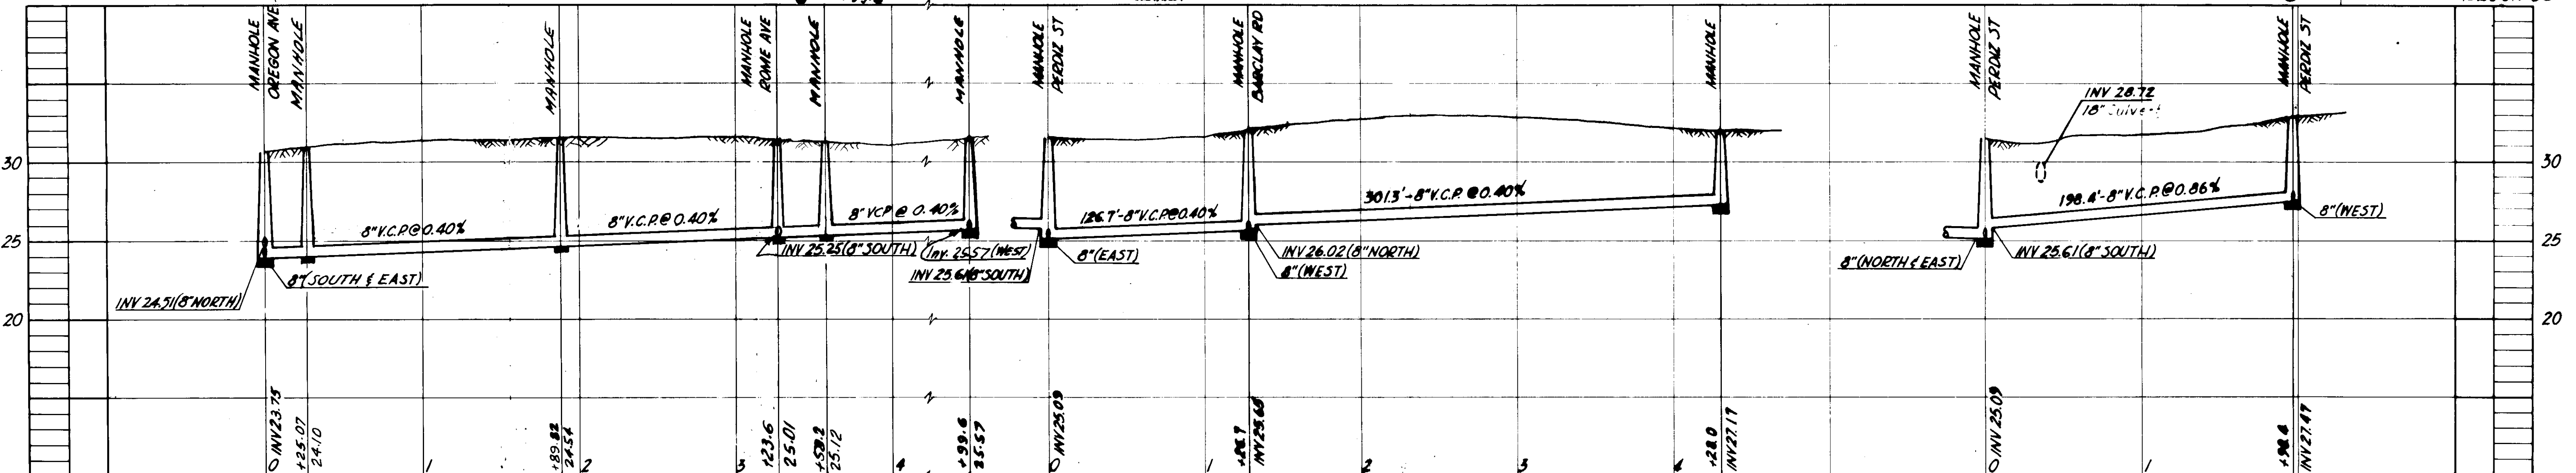 MANHOLE
OREGON AVE
MANHOLE
MANHOLE
MANHOLE
ROME AVE
MANHOLE
MANHOLE
MANHOLE
PERDIZ ST
MANHOLE
BARCLAY RD
MANHOLE
MANHOLE
PERDIZ ST
MANHOLE
PERDIZ ST
INV 28.72
18"
30
30
8" V.C.P. @ 0.40%
8" V.C.P. @ 0.40%
8" VCP @ 0.40%
126.7'-8" V.C.P. @ 0.40%
301.3'-8" V.C.P. @ 0.40%
198.4'-8" V.C.P. @ 0.86%
8" (WEST)
25
25
INV 25.25 (8" SOUTH)
Inv. 25.57 (WEST)
INV 25.61 (8" SOUTH)
8" (EAST)
INV 26.02 (8" NORTH)
8" (WEST)
8" (NORTH & EAST)
INV 25.61 (8" SOUTH)
8" (SOUTH & EAST)
INV 24.51 (8" NORTH)
20
20
0 INV 23.75
+25.07
24.10
1
+89.82
24.54
2
3
+23.6
25.01
25.12
4
+99.6
25.57
0 INV 25.09
1
+26.7
INV 25.65
2
3
4
+28.0
INV 27.17
0 INV 25.09
1
+98.4
INV 27.47